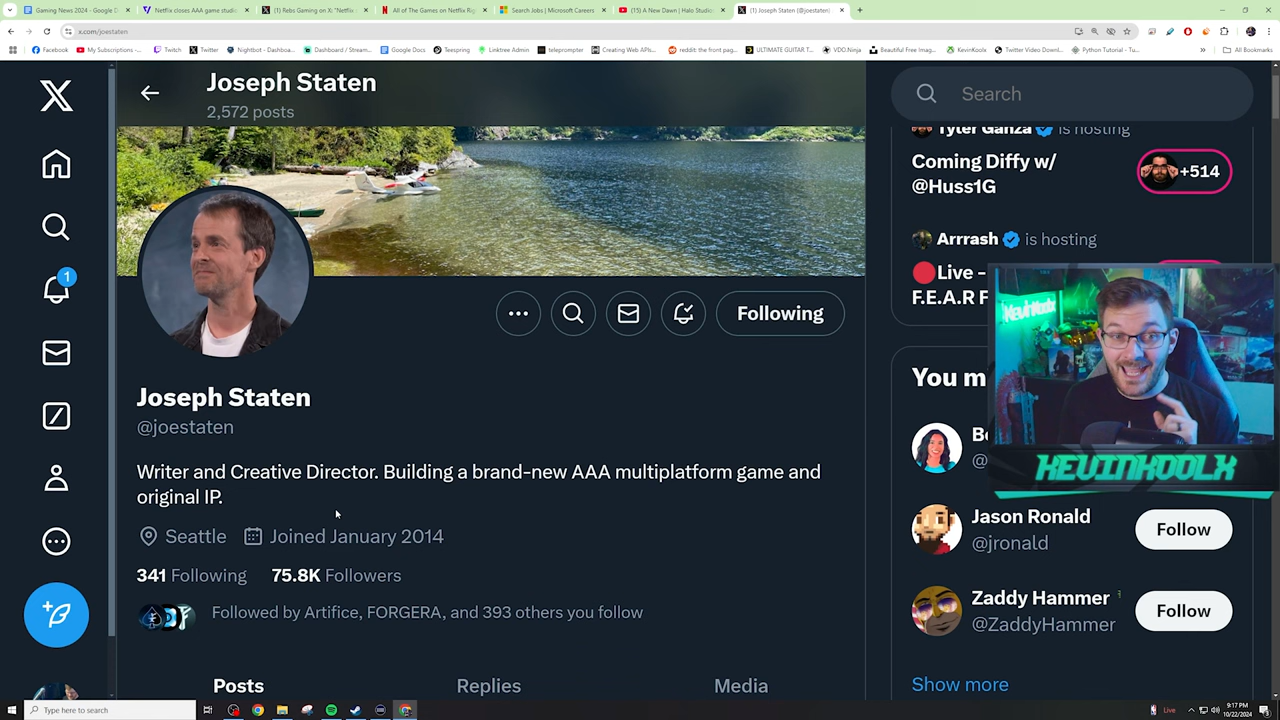 Gaming News 2024 - Google D
Netflix closes AAA game studi
(1) Rebs Gaming on X: "Netflix
All of The Games on Netflix Rig
Search Jobs | Microsoft Careers
(15) A New Dawn | Halo Studio
(1) Joseph Staten (@joestaten)
x.com/joestaten
Facebook
My Subscriptions -...
Twitch
Twitter
Nightbot - Dashboa...
Dashboard / Stream...
Google Docs
Teespring
Linktree Admin
teleprompter
Creating Web APIs...
reddit: the front pag...
ULTIMATE GUITAR T...
VDO.Ninja
Beautiful Free Imag...
KevinKoolx
Twitter Video Downl...
Python Tutorial - Tu...
All Bookmarks
Joseph Staten
2,572 posts
Search
Tyler Ganza is hosting
Coming Diffy w/
@Huss1G
+514
Arrrash is hosting
Live -
F.E.A.R F
1
Following
KevinKoolx
You m
Joseph Staten
@joestaten
Be
@
KEVINKOOLX
Writer and Creative Director. Building a brand-new AAA multiplatform game and
original IP.
Seattle
Joined January 2014
Jason Ronald
@jronald
Follow
341 Following
75.8K Followers
Followed by Artifice, FORGERA, and 393 others you follow
Zaddy Hammer
@ZaddyHammer
Follow
Posts
Replies
Media
Show more
Type here to search
Live
9:17 PM
10/22/2024